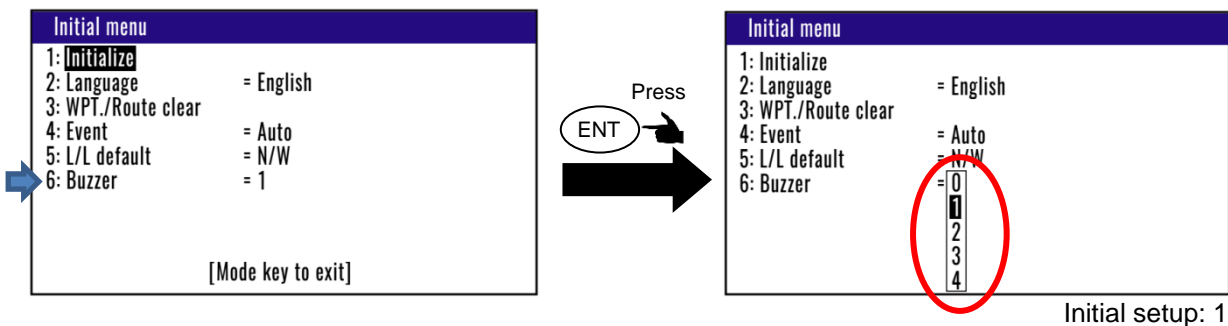 Initial menu
1: Initialize
2: Language = English
3: WPT./Route clear
4: Event = Auto
5: L/L default = N/W
6: Buzzer = 1
[Mode key to exit]
Press
ENT
Initial menu
1: Initialize
2: Language = English
3: WPT./Route clear
4: Event = Auto
5: L/L default = N/W
6: Buzzer = 0
1
2
3
4
Initial setup: 1